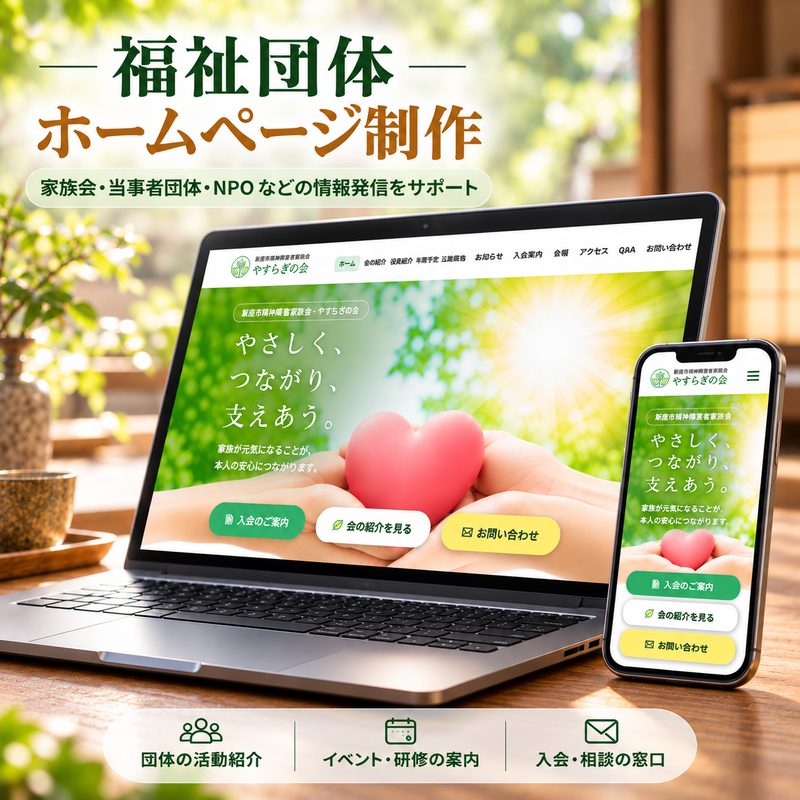 福祉団体
ホームページ制作
家族会・当事者団体・NPOなどの情報発信をサポート
新座市精神障害者家族会
やすらぎの会
ホーム 会の紹介 役員紹介 年間予定 お知らせ 入会案内 会報 アクセス Q&A お問い合わせ
新座市精神障害者家族会・やすらぎの会
やさしく、
つながり、
支えあう。
家族が元気になることが、
本人の安心につながります。
入会のご案内
会の紹介を見る
お問い合わせ
新座市精神障害者家族会
やすらぎの会
新座市精神障害者家族会
やさしく、
つながり、
支えあう。
家族が元気になることが、
本人の安心につながります。
入会のご案内
会の紹介を見る
お問い合わせ
団体の活動紹介
イベント・研修の案内
入会・相談の窓口